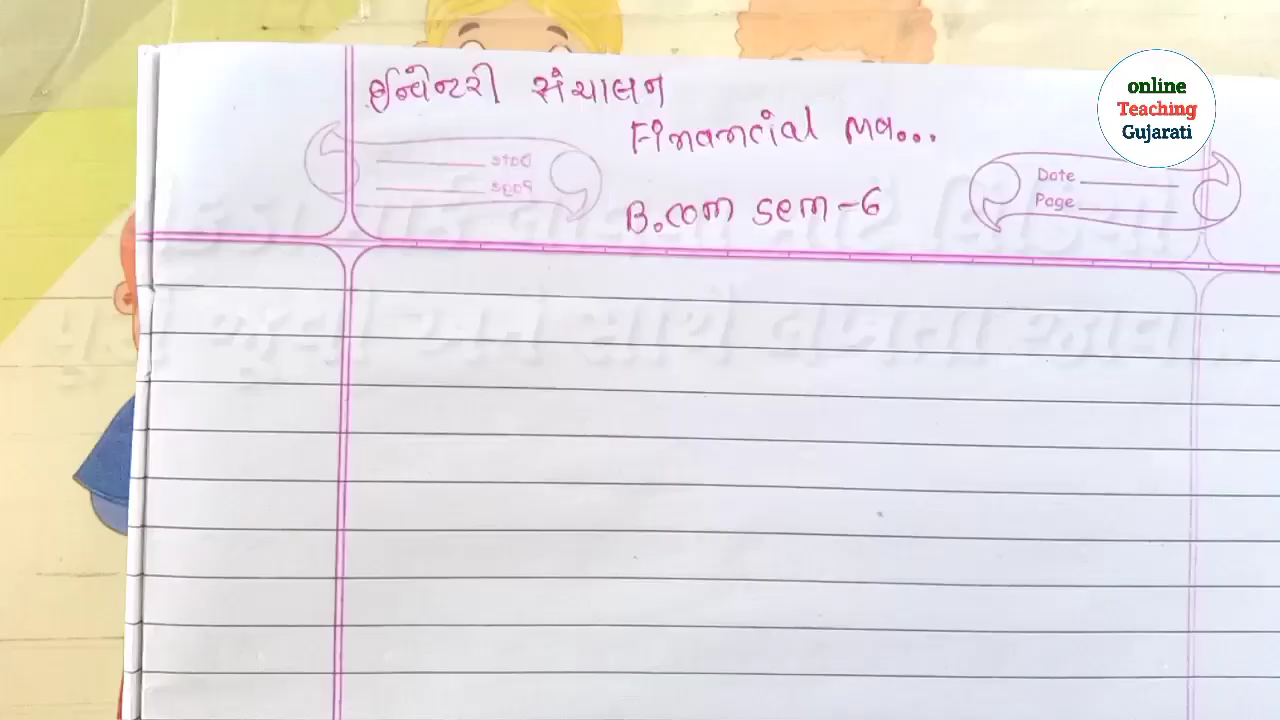 ઈન્વેન્ટરી સંચાલન
Financial Ma...
B.com sem-6
Date
Page
online
Teaching
Gujarati